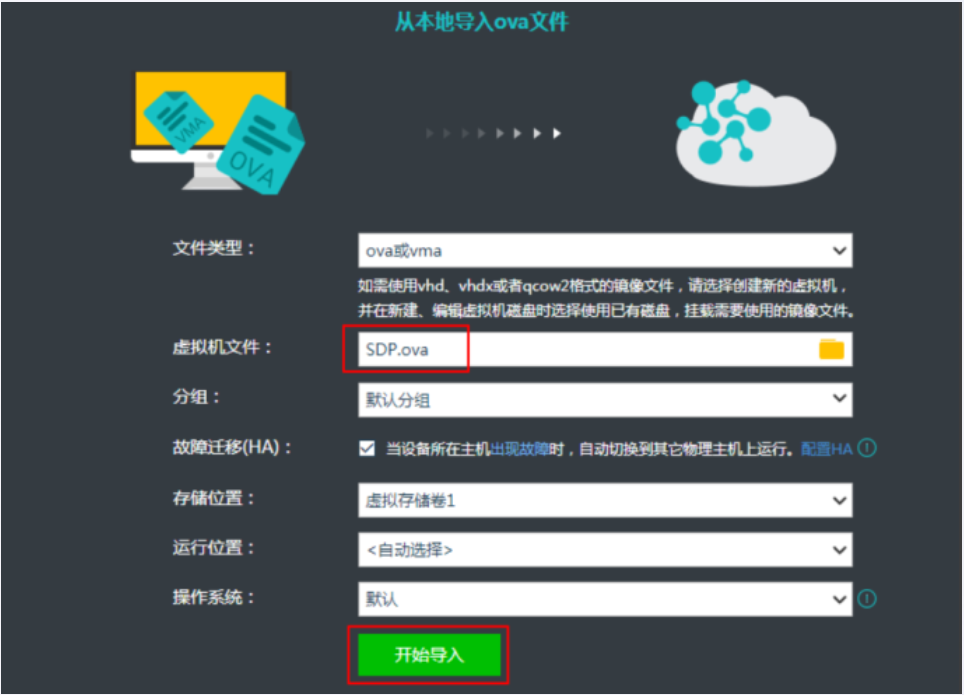 从本地导入ova文件
VMA
OVA
文件类型：
ova或vma
如需使用vhd、vhdx或者qcow2格式的镜像文件，请选择创建新的虚拟机，
并在新建、编辑虚拟机磁盘时选择使用已有磁盘，挂载需要使用的镜像文件。
虚拟机文件：
SDP.ova
分组：
默认分组
故障迁移(HA)：
当设备所在主机出现故障时，自动切换到其它物理主机上运行。配置HA
存储位置：
虚拟存储卷1
运行位置：
<自动选择>
操作系统：
默认
开始导入